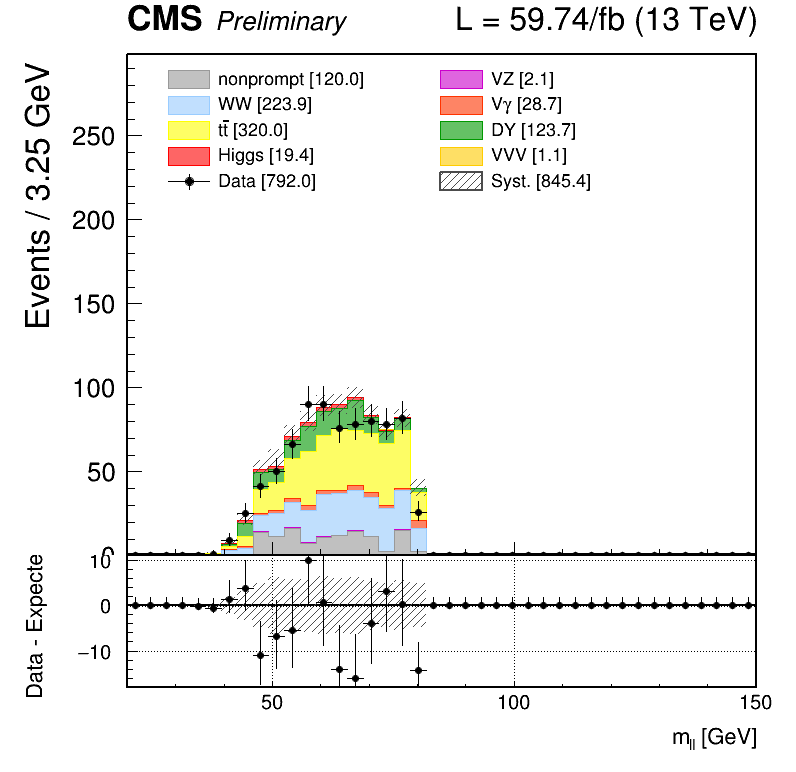 CMS Preliminary L = 59.74/fb (13 TeV)
Events / 3.25 GeV
nonprompt [120.0] VZ [2.1]
WW [223.9] Vγ [28.7]
tt̄ [320.0] DY [123.7]
Higgs [19.4] VVV [1.1]
Data [792.0] Syst. [845.4]
250
200
150
100
50
0
Data - Expecte
10
0
−10
50 100 150
m_ll [GeV]